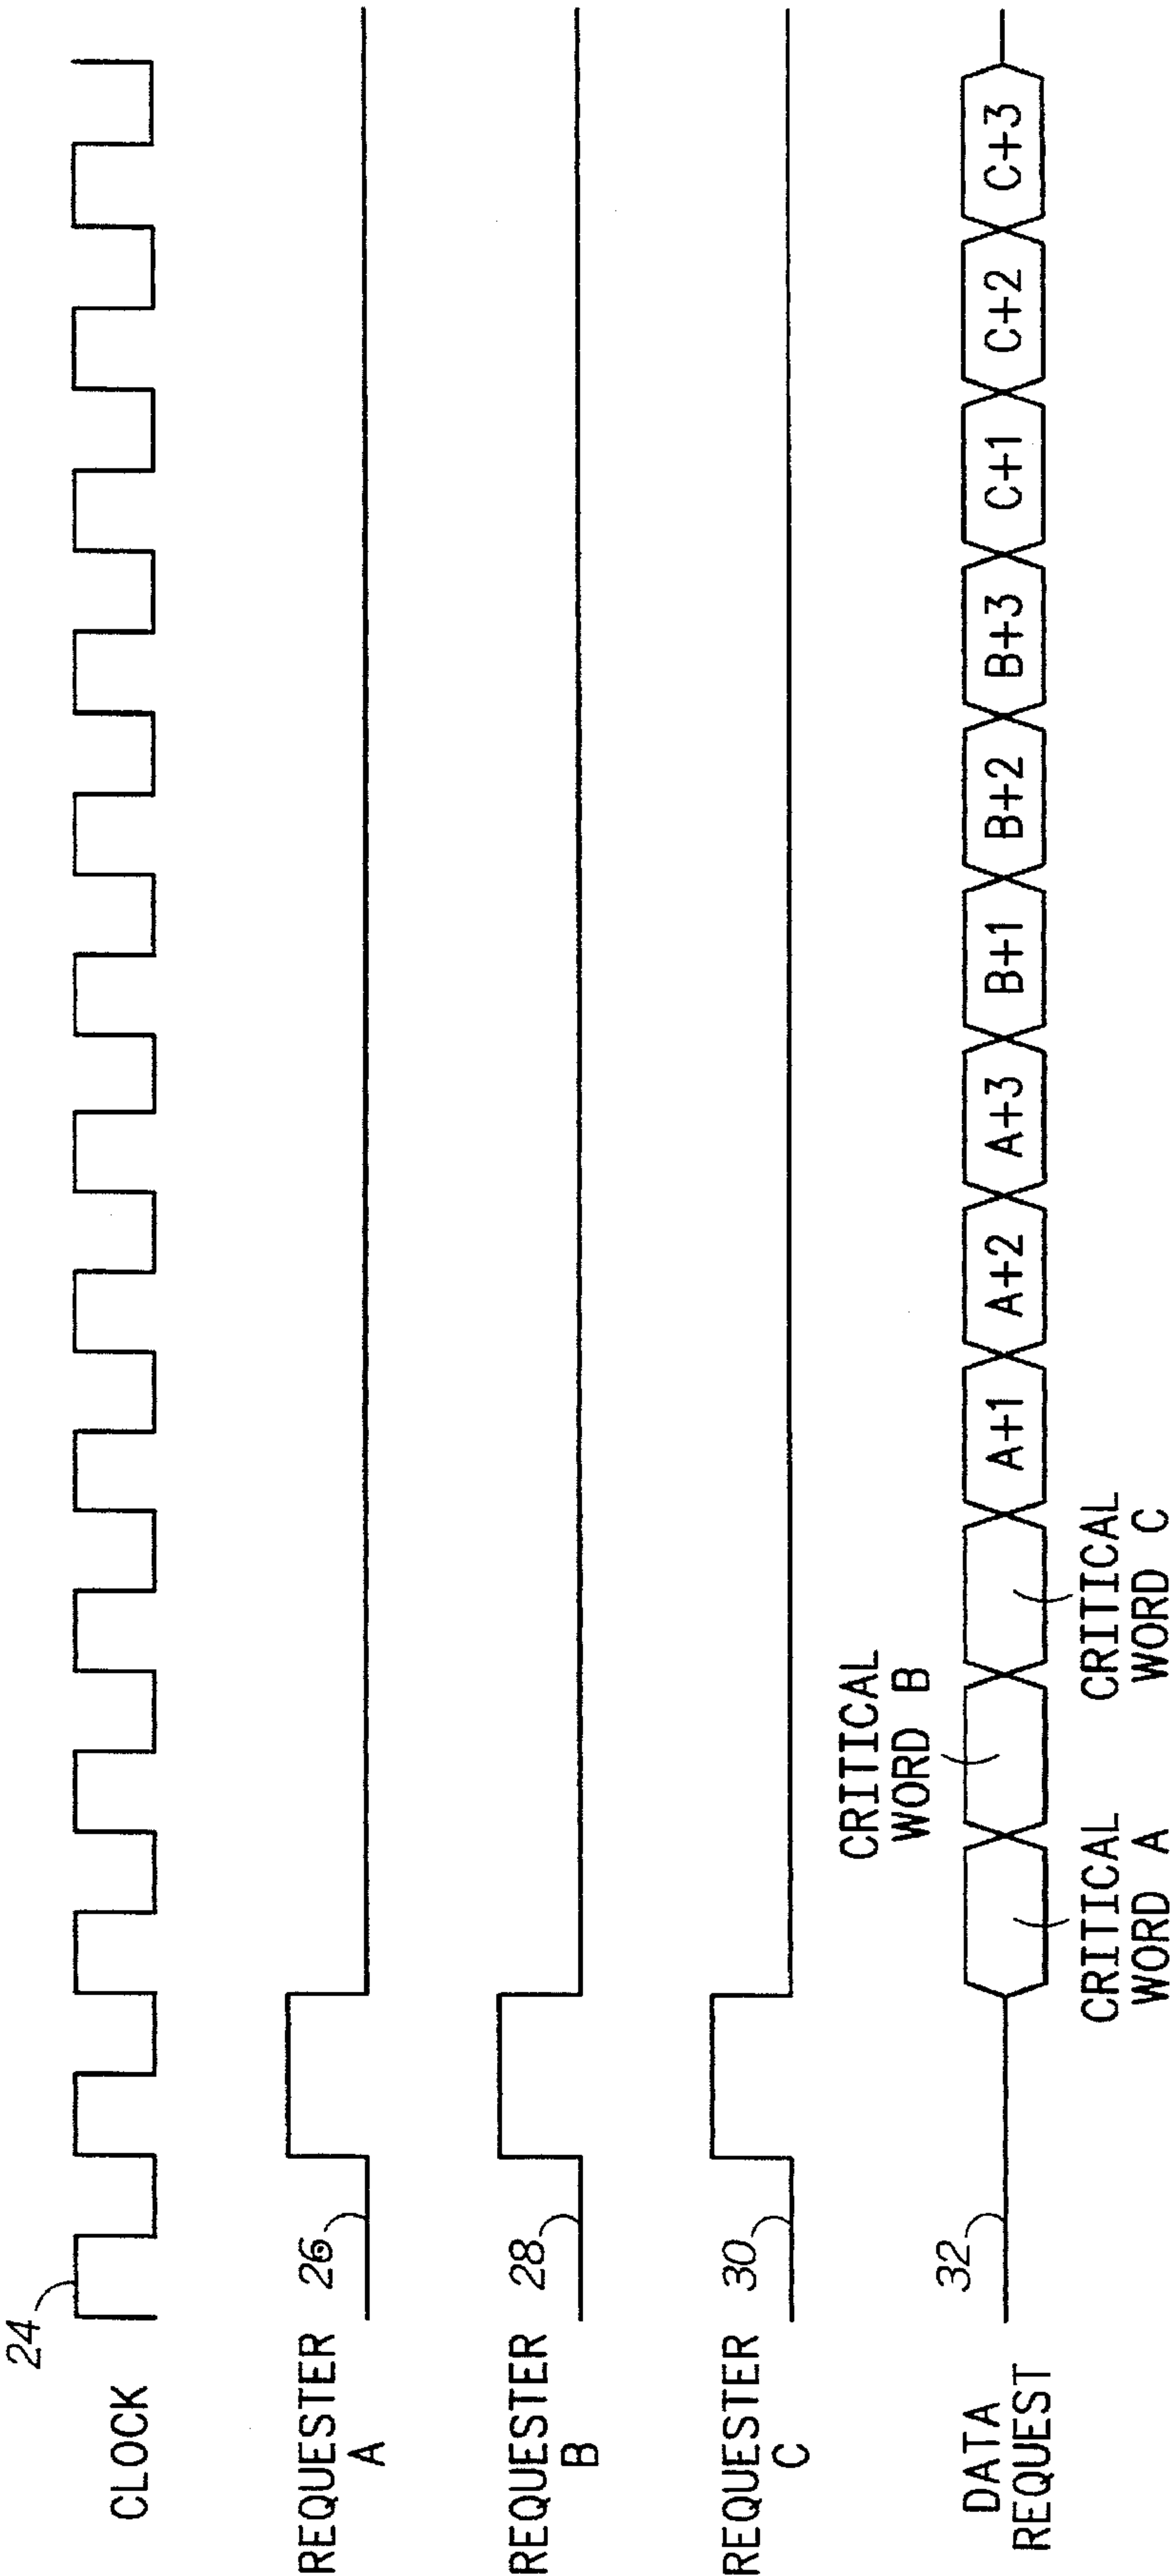 24
CLOCK
REQUESTER
A
26
REQUESTER
B
28
REQUESTER
C
30
CRITICAL
WORD B
DATA
REQUEST
32
A+1
A+2
A+3
B+1
B+2
B+3
C+1
C+2
C+3
CRITICAL
WORD A
CRITICAL
WORD C